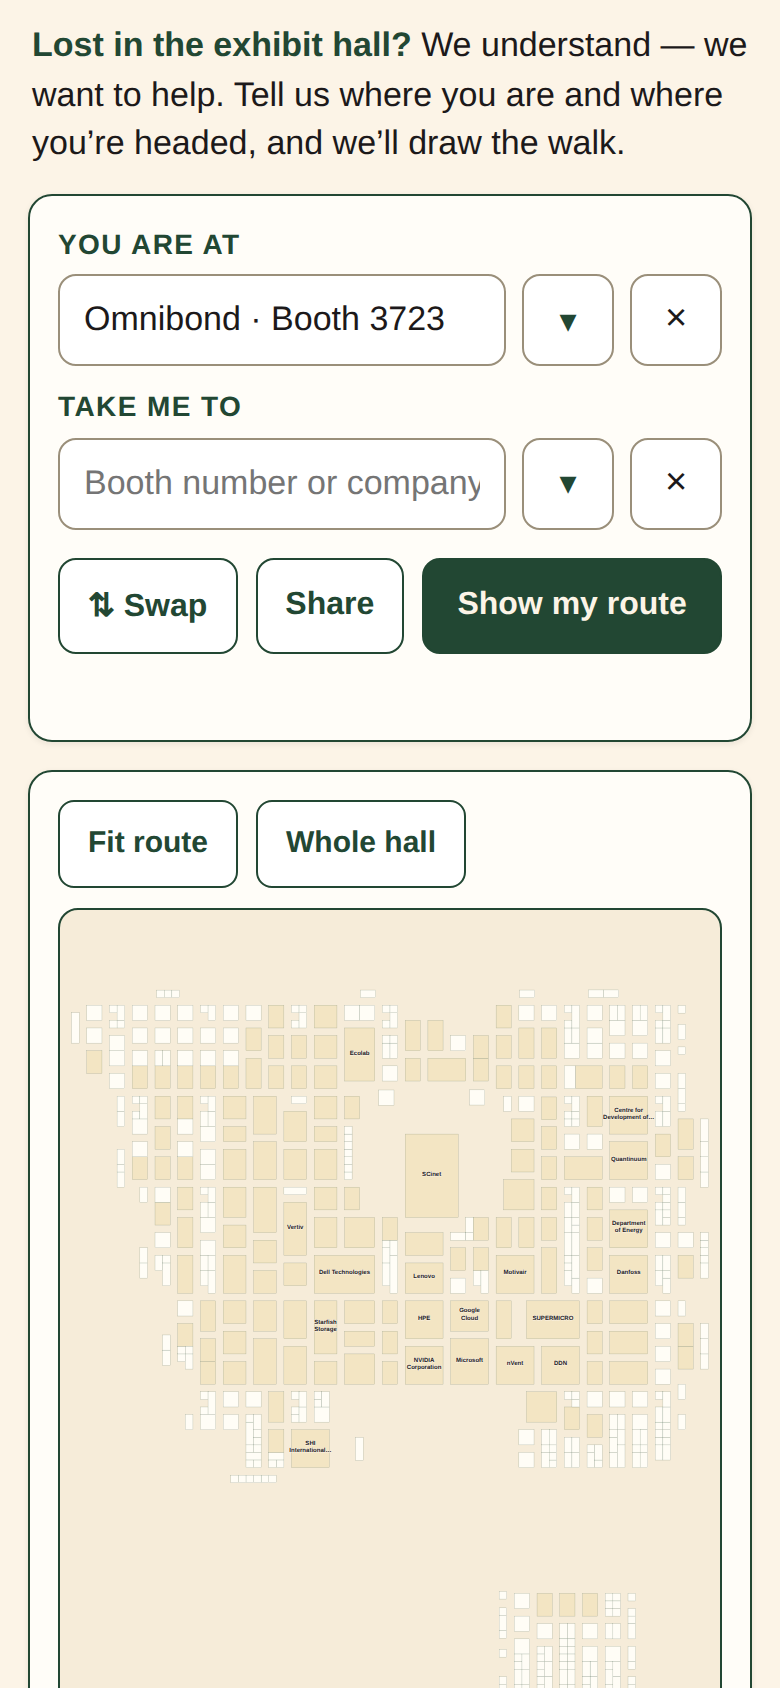 Lost in the exhibit hall? We understand — we
want to help. Tell us where you are and where
you’re headed, and we’ll draw the walk.
YOU ARE AT
Omnibond · Booth 3723
▼
×
TAKE ME TO
Booth number or company
▼
×
⇅ Swap
Share
Show my route
Fit route
Whole hall
Ecolab
Centre for
Development of...
Quantinuum
SCinet
Vertiv
Department
of Energy
Dell Technologies
Lenovo
Motivair
Danfoss
Starfish
Storage
HPE
Google
Cloud
SUPERMICRO
NVIDIA
Corporation
Microsoft
nVent
DDN
SHI
International...